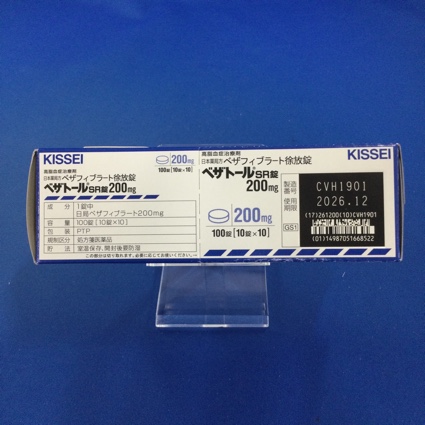 KISSEI
高脂血症治療剤
日本薬局方 ベザフィブラート徐放錠
ベザトールSR錠200mg
200mg
100錠[10錠×10]
成分 1錠中
日局ベザフィブラート200mg
容量 100錠[10錠×10]
包装 PTP
規制区分 処方箋医薬品
貯法 室温保存、開封後要防湿
KISSEI
高脂血症治療剤
日本薬局方 ベザフィブラート徐放錠
ベザトールSR錠
200mg
200mg
100錠[10錠×10]
製造番号 CVH1901
使用期限 2026.12
(17)261200(10)CVH1901
GS1
(01)14987051668522